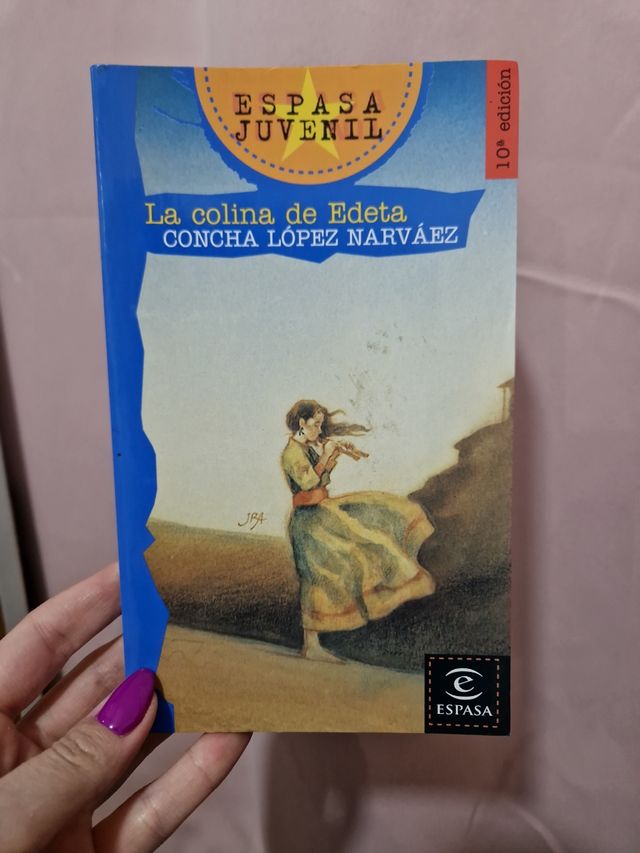 ESPASA
JUVENIL
10ª edición
La colina de Edeta
CONCHA LÓPEZ NARVÁEZ
JBA
e
ESPASA